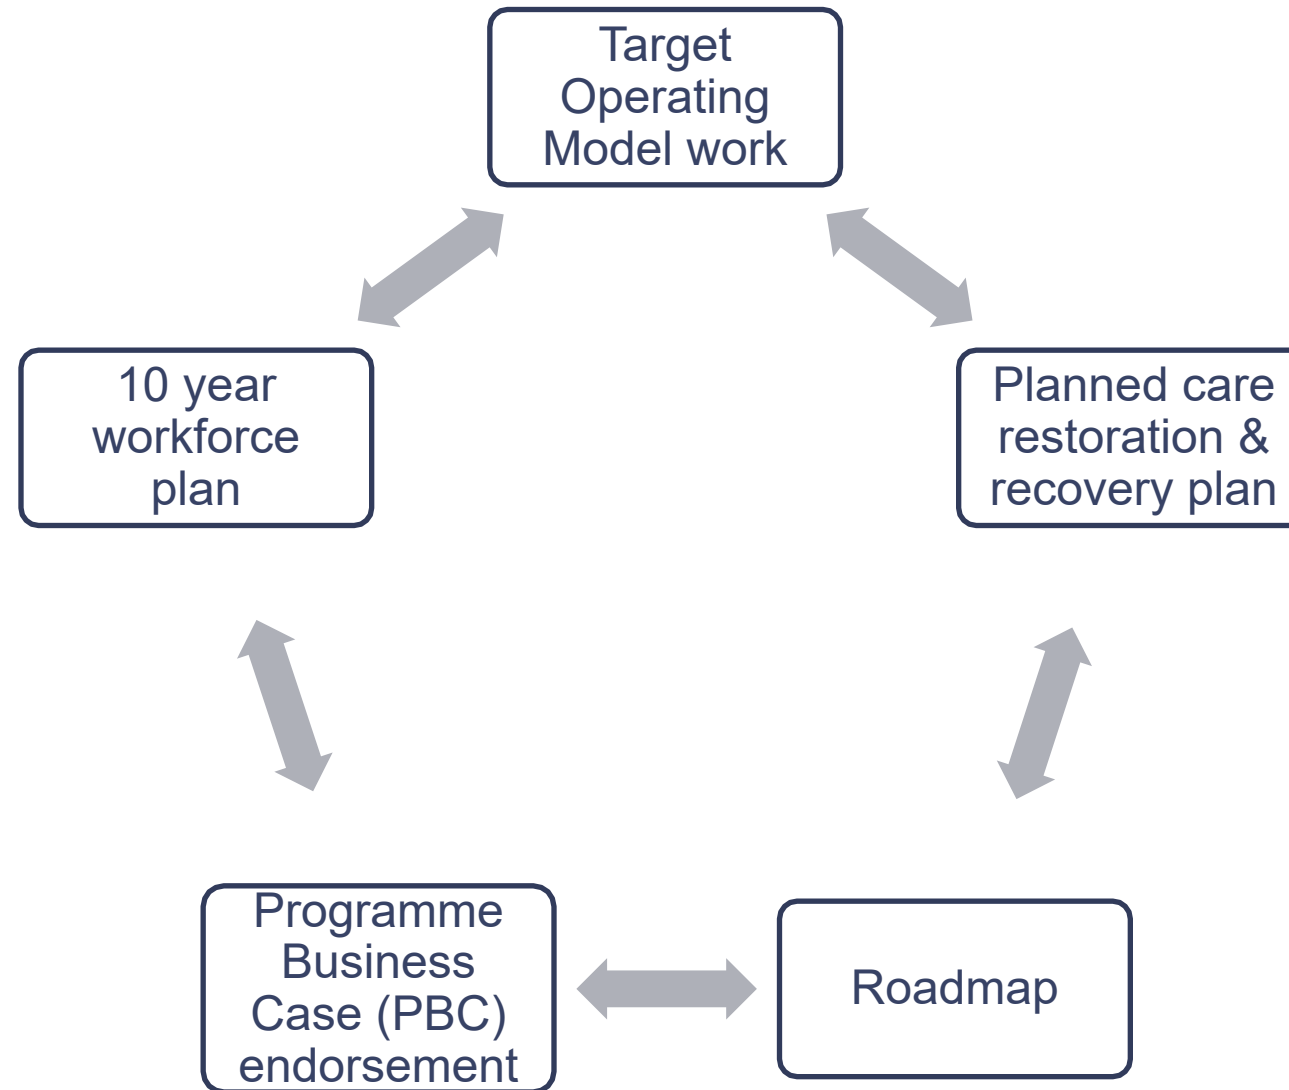 Target
Operating
Model work
10 year
workforce
plan
Planned care
restoration &
recovery plan
Programme
Business
Case (PBC)
endorsement
Roadmap